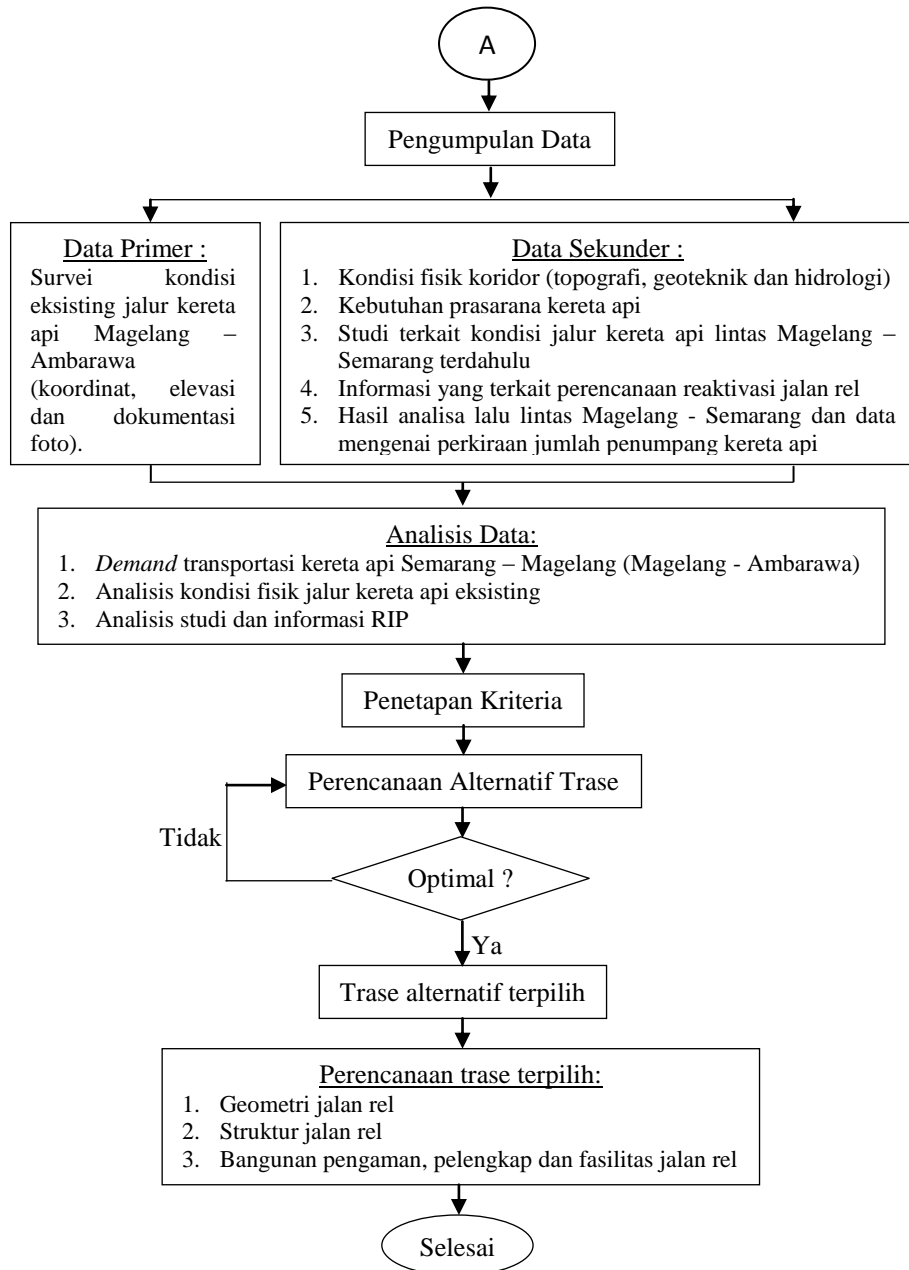 A
Pengumpulan Data
Data Primer :
Survei kondisi
eksisting jalur kereta
api Magelang –
Ambarawa
(koordinat, elevasi
dan dokumentasi
foto).
Data Sekunder :
1. Kondisi fisik koridor (topografi, geoteknik dan hidrologi)
2. Kebutuhan prasarana kereta api
3. Studi terkait kondisi jalur kereta api lintas Magelang –
Semarang terdahulu
4. Informasi yang terkait perencanaan reaktivasi jalan rel
5. Hasil analisa lalu lintas Magelang - Semarang dan data
mengenai perkiraan jumlah penumpang kereta api
Analisis Data:
1. Demand transportasi kereta api Semarang – Magelang (Magelang - Ambarawa)
2. Analisis kondisi fisik jalur kereta api eksisting
3. Analisis studi dan informasi RIP
Penetapan Kriteria
Perencanaan Alternatif Trase
Tidak
Optimal ?
Ya
Trase alternatif terpilih
Perencanaan trase terpilih:
1. Geometri jalan rel
2. Struktur jalan rel
3. Bangunan pengaman, pelengkap dan fasilitas jalan rel
Selesai